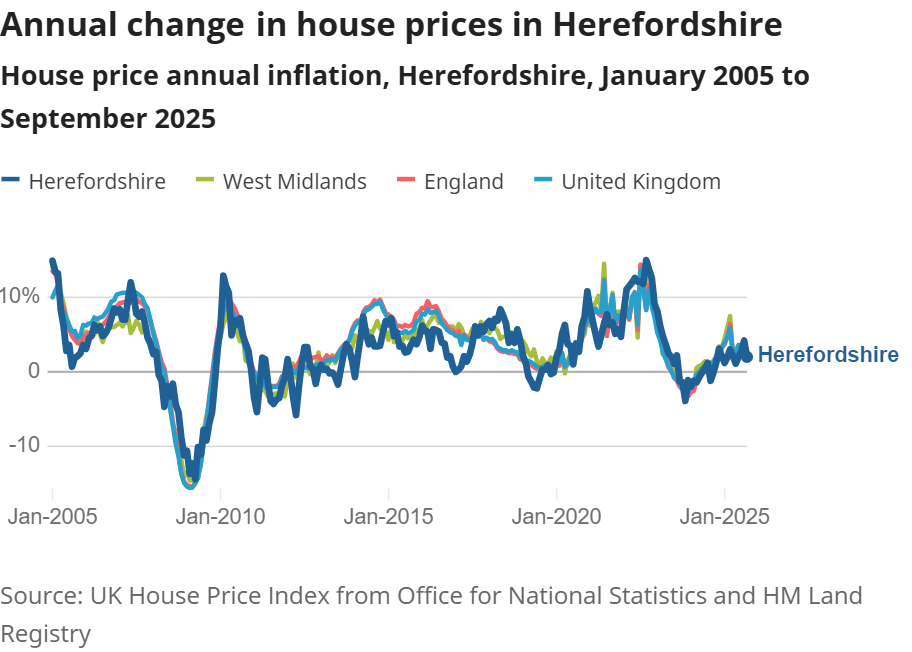 Annual change in house prices in Herefordshire
House price annual inflation, Herefordshire, January 2005 to
September 2025
Herefordshire West Midlands England United Kingdom
10%
0
-10
Herefordshire
Jan-2005 Jan-2010 Jan-2015 Jan-2020 Jan-2025
Source: UK House Price Index from Office for National Statistics and HM Land
Registry